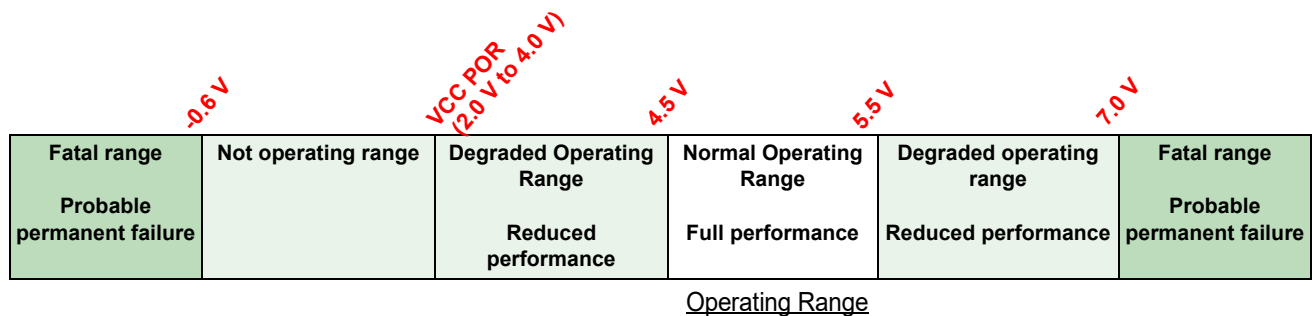 -0.6 V
VCC POR
(2.0 V to 4.0 V)
4.5 V
5.5 V
7.0 V
Fatal range
Probable
permanent failure
Not operating range
Degraded Operating
Range
Reduced
performance
Normal Operating
Range
Full performance
Degraded operating
range
Reduced performance
Fatal range
Probable
permanent failure
Operating Range